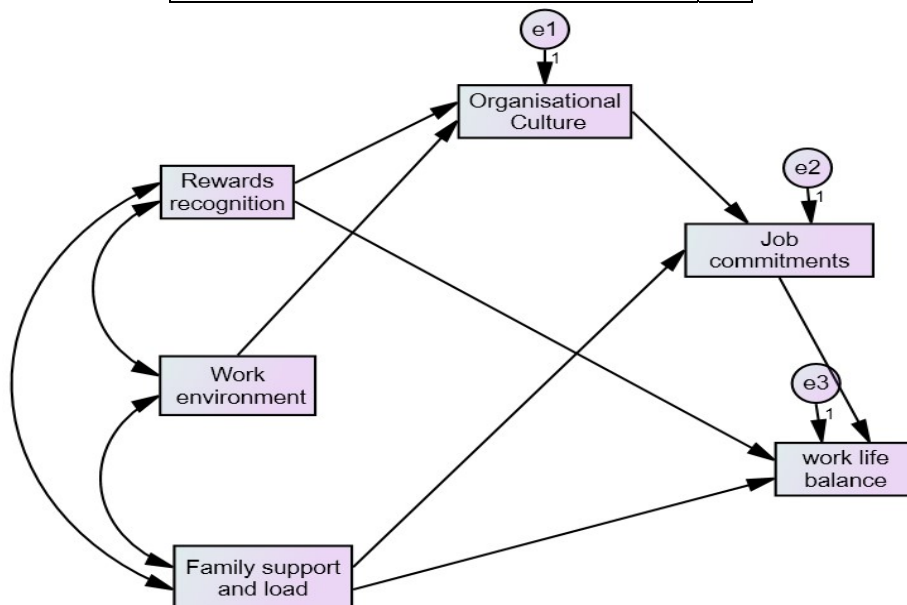 e1
1
Organisational
Culture
Rewards
recognition
e2
1
Job
commitments
Work
environment
e3
1
work life
balance
Family support
and load